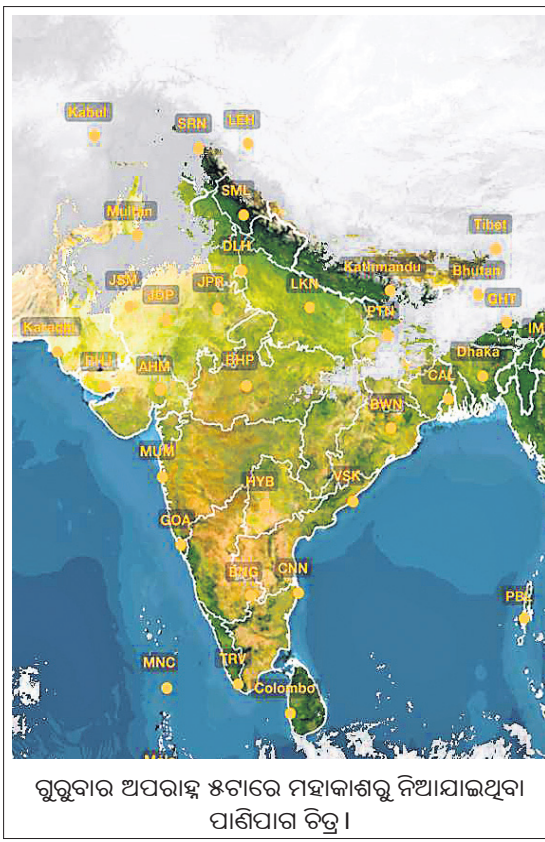 Kabul
SRN LEH
SML
Multan
Tibet
DLH
Kathmandu
Bhutan
JSM JDP JPR LKN
GHT
PTN
Karachi
IM
Dhaka
BHJ AHM BHP
CAL
BWN
MUM
HYB VSK
GOA
BNG CNN
PBL
MNC TRV
Colombo
ଗୁରୁବାର ଅପରାହ୍ନ ୫ଟାରେ ମହାକାଶରୁ ନିଆଯାଇଥିବା
ପାଣିପାଗ ଚିତ୍ର।